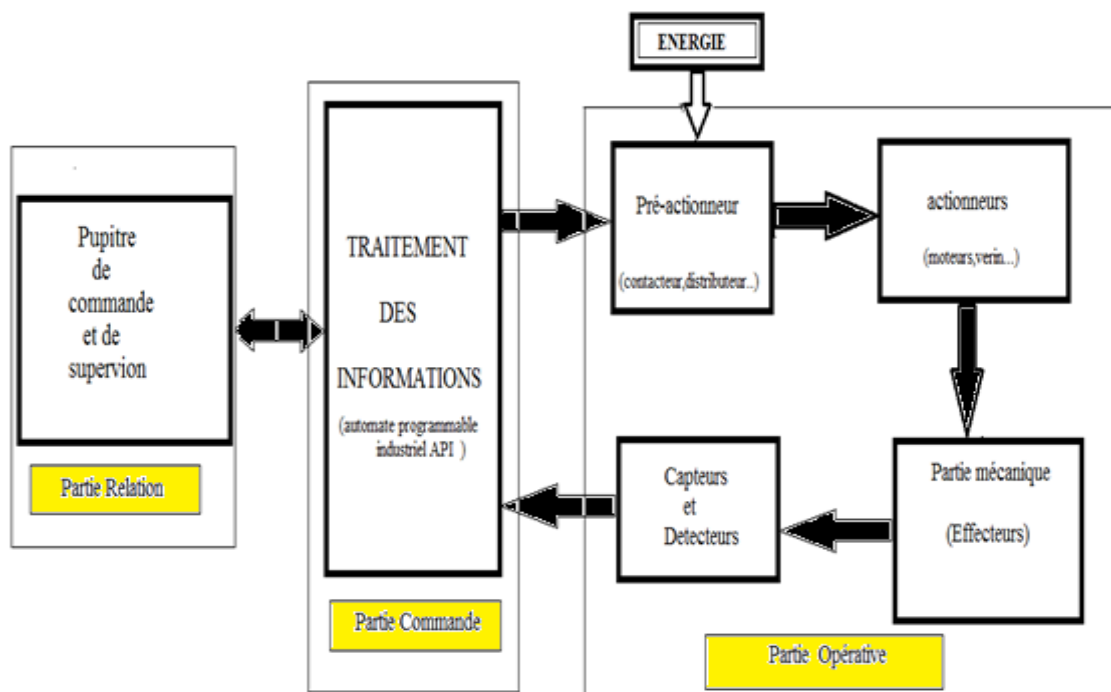 ENERGIE
Pupitre
de
commande
et de
supervion
Partie Relation
TRAITEMENT
DES
INFORMATIONS
(automate programmable
industriel API )
Partie Commande
Pré-actionneur
(contacteur,distributeur..)
actionneurs
(moteurs,verin...)
Capteurs
et
Detecteurs
Partie mécanique
(Effecteurs)
Partie Opérative